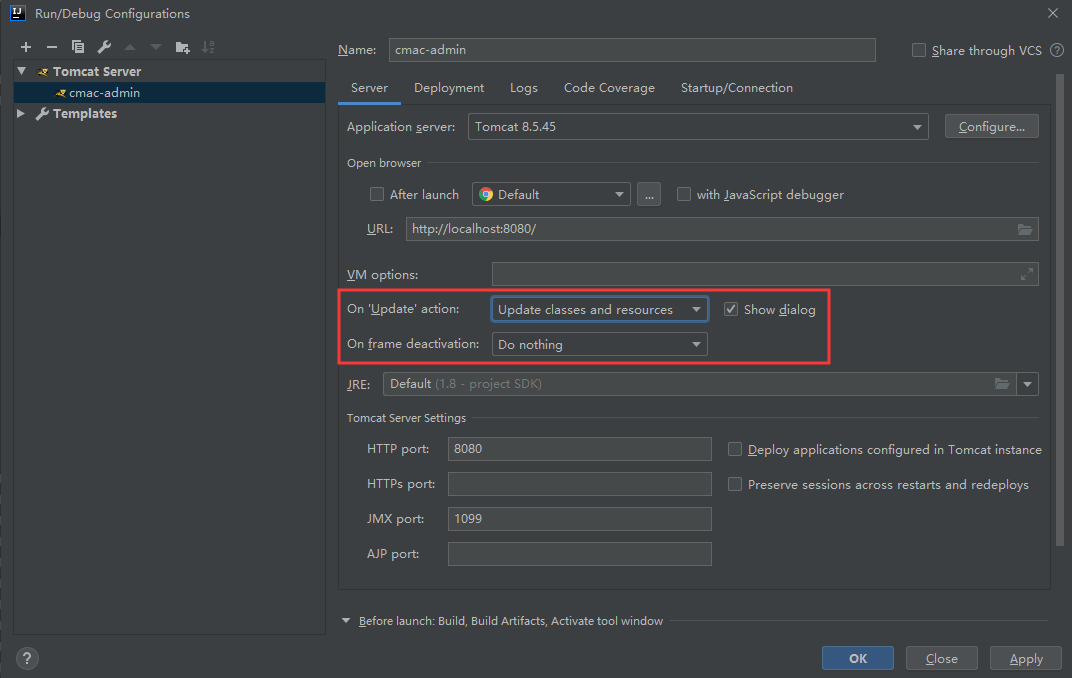 Run/Debug Configurations
Name: cmac-admin Share through VCS ?
Tomcat Server
cmac-admin
Templates
Server Deployment Logs Code Coverage Startup/Connection
Application server: Tomcat 8.5.45 Configure...
Open browser
After launch Default ... with JavaScript debugger
URL: http://localhost:8080/
VM options:
On 'Update' action: Update classes and resources Show dialog
On frame deactivation: Do nothing
JRE: Default (1.8 - project SDK)
Tomcat Server Settings
HTTP port: 8080 Deploy applications configured in Tomcat instance
HTTPs port: Preserve sessions across restarts and redeploys
JMX port: 1099
AJP port:
Before launch: Build, Build Artifacts, Activate tool window
? OK Close Apply